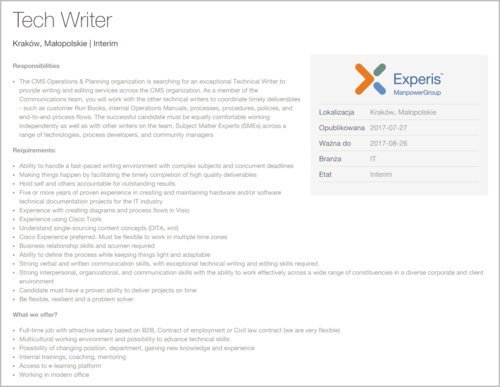 Tech Writer
Kraków, Małopolskie | Interim
Responsibilities
The CMS Operations & Planning organization is searching for an exceptional Technical Writer to
provide writing and editing services across the CMS organization. As a member of the
Communications team, you will work with the other technical writers to coordinate timely deliverables
- such as customer Run Books, internal Operations Manuals, processes, procedures, policies, and
end-to-end process flows. The successful candidate must be equally comfortable working
independently as well as with other writers on the team, Subject Matter Experts (SMEs) across a
range of technologies, process developers, and community managers
Requirements:
Ability to handle a fast-paced writing environment with complex subjects and concurrent deadlines
Making things happen by facilitating the timely completion of high quality deliverables
Hold self and others accountable for outstanding results
Five or more years of proven experience in creating and maintaining hardware and/or software
technical documentation projects for the IT industry
Experience with creating diagrams and process flows in Visio
Experience using Cisco Tools
Understand single-sourcing content concepts (DITA, xml)
Cisco Experience preferred. Must be flexible to work in multiple time zones
Business relationship skills and acumen required
Ability to define the process while keeping things light and adaptable
Strong verbal and written communication skills, with exceptional technical writing and editing skills required
Strong interpersonal, organizational, and communication skills with the ability to work effectively across a wide range of constituencies in a diverse corporate and client
environment
Candidate must have a proven ability to deliver projects on time
Be flexible, resilient and a problem solver
What we offer?
Full-time job with attractive salary based on B2B, Contract of employment or Civil law contract (we are very flexible)
Multicultural working environment and possibility to advance technical skills
Possibility of changing position, department, gaining new knowledge and experience
Internal trainings, coaching, mentoring
Access to e-learning platform
Working in modern office
Experis™
ManpowerGroup
Lokalizacja Kraków, Małopolskie
Opublikowana 2017-07-27
Ważna do 2017-08-26
Branża IT
Etat Interim